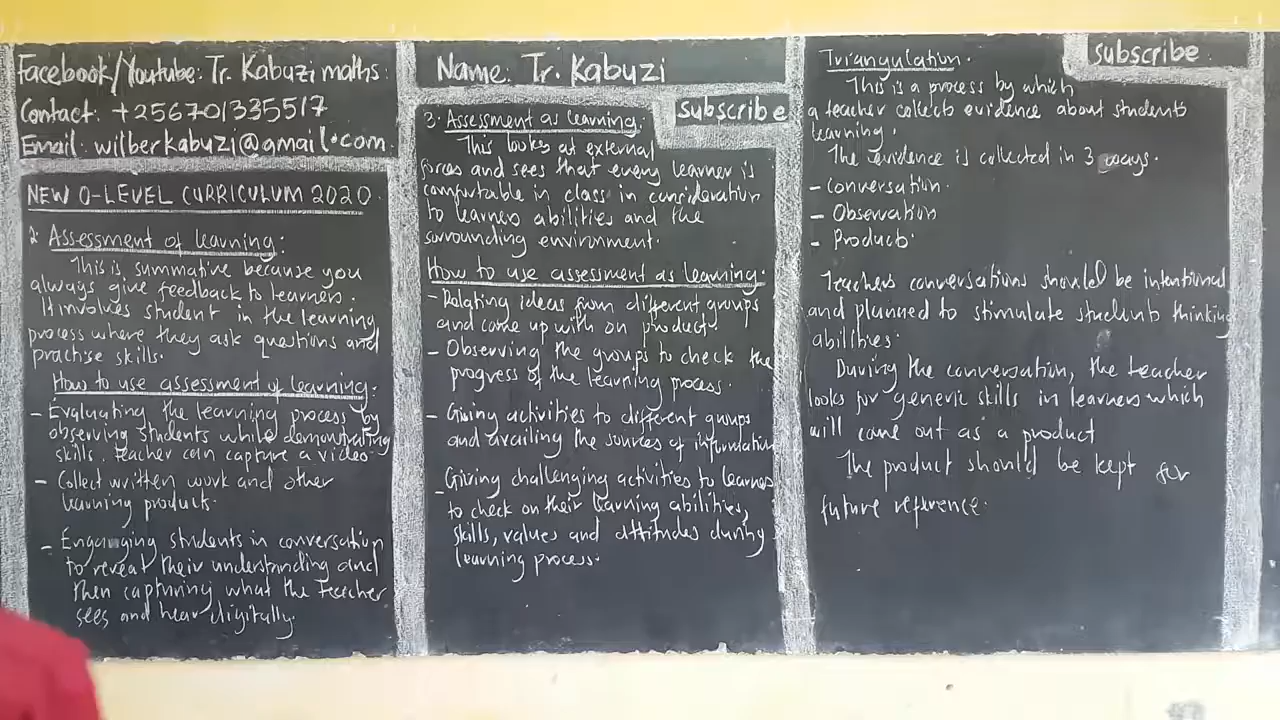 Facebook/Youtube: Tr. Kabuzi maths
Contact: +256701335517
Email: wilberkabuzi@gmail.com
NEW O-LEVEL CURRICULUM 2020
2. Assessment of learning:
This is summative because you
always give feedback to learners.
It involves student in the learning
process where they ask questions and
practise skills.
How to use assessment of learning.
- Evaluating the learning process by
observing students while demonstrating
skills, teacher can capture a video
- Collect written work and other
learning products.
- Engaging students in conversation
to reveal their understanding and
then capturing what the teacher
sees and hear digitally.
Name: Tr. Kabuzi
subscribe
3. Assessment as learning.
This looks at external
forces and sees that every learner is
comfortable in class in consideration
to learners abilities and the
surrounding environment.
How to use assessment as learning.
- Relating ideas from different groups
and come up with on product.
- Observing the groups to check the
progress of the learning process.
- Giving activities to different groups
and availing the sources of information
- Giving challenging activities to learners
to check on their learning abilities,
skills, values and attitudes during
learning process.
subscribe
Triangulation.
This is a process by which
a teacher collects evidence about students
learning.
The evidence is collected in 3 ways.
- Conversation.
- Observation
- Products.
Teachers conversations should be intentional
and planned to stimulate students thinking
abilities.
During the conversation, the teacher
looks for generic skills in learners which
will come out as a product
The product should be kept for
future reference.